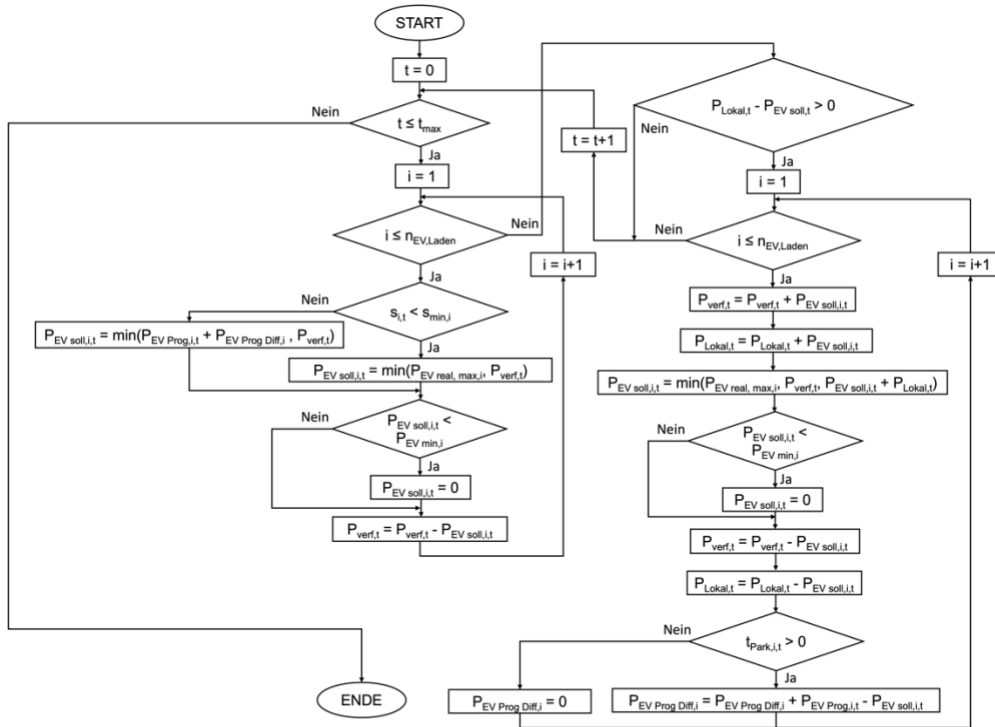 START
t = 0
Nein
t ≤ t_max
Ja
i = 1
i ≤ n_EV,Laden
Nein
Ja
i = i+1
Nein
s_i,t < s_min,i
P_EV soll,i,t = min(P_EV Prog,i,t + P_EV Prog Diff,i , P_verf,t)
Ja
P_EV soll,i,t = min(P_EV real, max,i, P_verf,t)
Nein
P_EV soll,i,t <
P_EV min,i
Ja
P_EV soll,i,t = 0
P_verf,t = P_verf,t - P_EV soll,i,t
ENDE
P_Lokal,t - P_EV soll,t > 0
Nein
t = t+1
Ja
i = 1
Nein
i ≤ n_EV,Laden
i = i+1
Ja
P_verf,t = P_verf,t + P_EV soll,i,t
P_Lokal,t = P_Lokal,t + P_EV soll,i,t
P_EV soll,i,t = min(P_EV real, max,i, P_verf,t, P_EV soll,i,t + P_Lokal,t)
Nein
P_EV soll,i,t <
P_EV min,i
Ja
P_EV soll,i,t = 0
P_verf,t = P_verf,t - P_EV soll,i,t
P_Lokal,t = P_Lokal,t - P_EV soll,i,t
Nein
t_Park,i,t > 0
Ja
P_EV Prog Diff,i = 0
P_EV Prog Diff,i = P_EV Prog Diff,i + P_EV Prog,i,t - P_EV soll,i,t